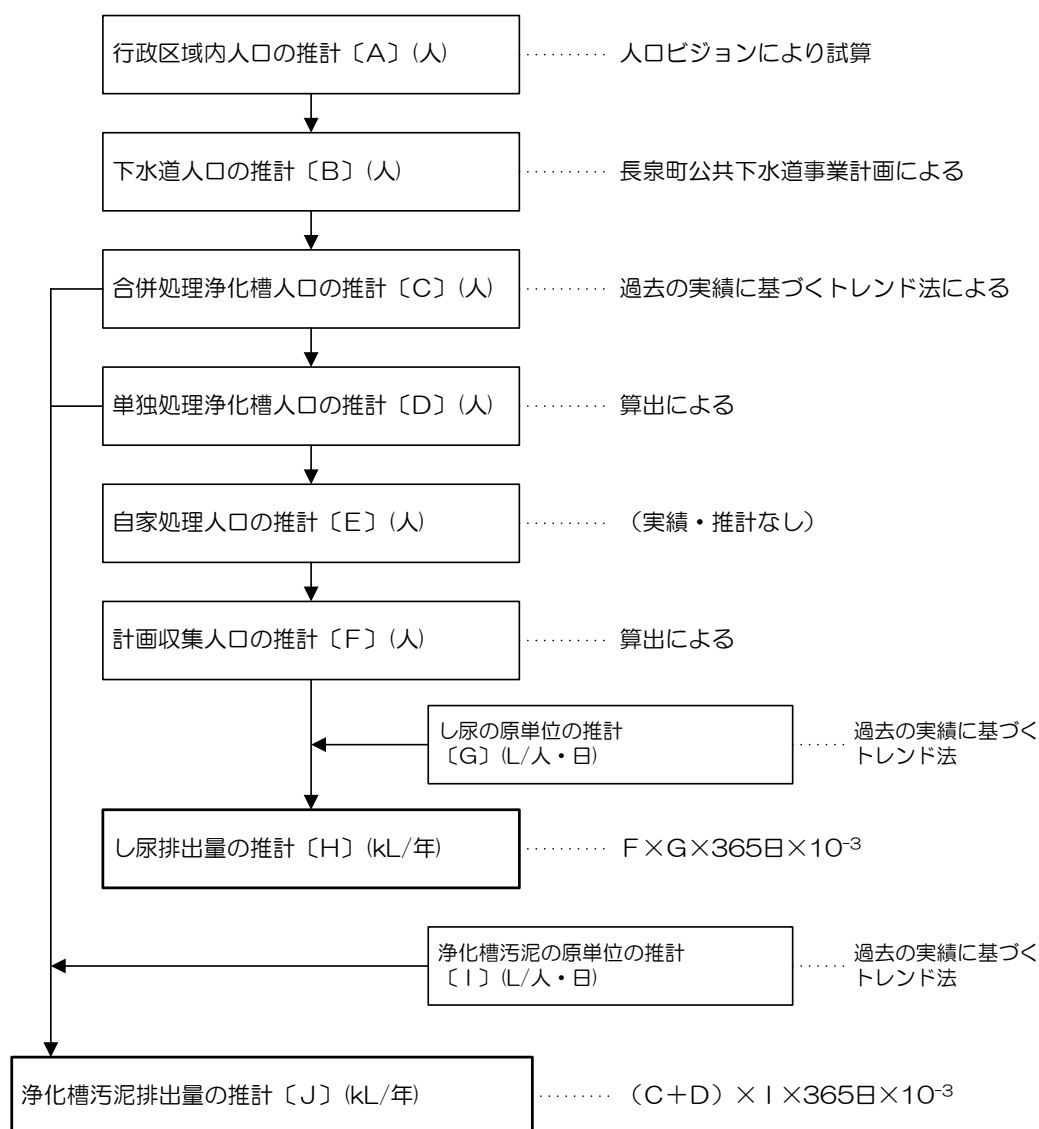 行政区域内人口の推計〔A〕(人)
人口ビジョンにより試算
下水道人口の推計〔B〕(人)
長泉町公共下水道事業計画による
合併処理浄化槽人口の推計〔C〕(人)
過去の実績に基づくトレンド法による
単独処理浄化槽人口の推計〔D〕(人)
算出による
自家処理人口の推計〔E〕(人)
（実績・推計なし）
計画収集人口の推計〔F〕(人)
算出による
し尿の原単位の推計
〔G〕(L/人・日)
過去の実績に基づく
トレンド法
し尿排出量の推計〔H〕(kL/年)
F×G×365日×10⁻³
浄化槽汚泥の原単位の推計
〔I〕(L/人・日)
過去の実績に基づく
トレンド法
浄化槽汚泥排出量の推計〔J〕(kL/年)
（C+D）×I×365日×10⁻³